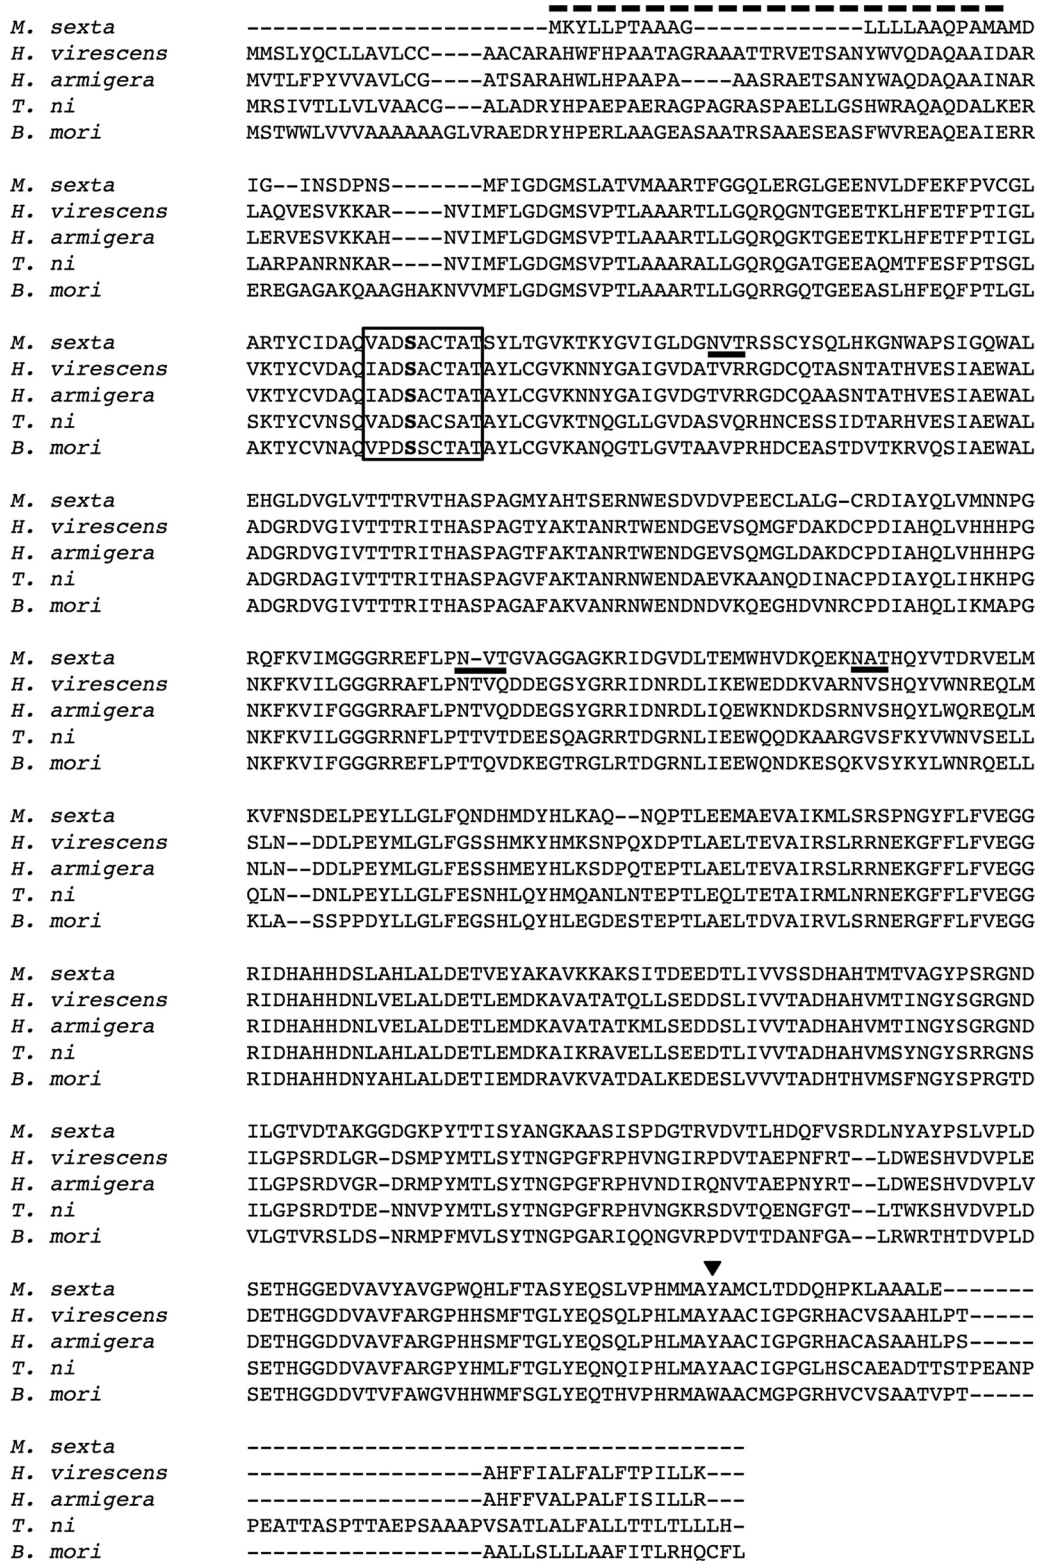 M. sexta -----------------------MKYLLPTAAAG-------------LLLLAAQPAMAMD
H. virescens MMSLYQCLLAVLCC----AACARAHWFHPAATAGRAAATTRVETSANYWVQDAQAAIDAR
H. armigera MVTLFPYVVAVLCG----ATSARAHWLHPAAPA----AASRAETSANYWAQDAQAAINAR
T. ni MRSIVTLLVLVAACG---ALADRYHPAEPAERAGPAGRASPAELLGSHWRAQAQDALKER
B. mori MSTWWLVVVAAAAAAAGLVRAEDRYHPERLAAGEASAATRSAAESEASFWVREAQEAIERR
M. sexta IG--INSDPNS-------MFIGDGMSLATVMAARTFGGQLERGLGEENVLDFEKFPVCGL
H. virescens LAQVESVKKAR----NVIMFLGDGMSVPTLAAARTLLGQRQGNTGEETKLHFETFPTIGL
H. armigera LERVESVKKAH----NVIMFLGDGMSVPTLAAARTLLGQRQGKTGEETKLHFETFPTIGL
T. ni LARPANRNKAR----NVIMFLGDGMSVPTLAAARALLGQRQGATGEEAQMTFESFPTSGL
B. mori EREGAGAKQAAGHAKNVVMFLGDGMSVPTLAAARTLLGQRRGQTGEEASLHFEQFPTLGL
M. sexta ARTYCIDAQVADSACTATSYLTGVKTKYGVIGLDGNVTRSSCYSQLHKGNWAPSIGQWAL
H. virescens VKTYCVDAQIADSACTATAYLCGVKNNYGAIGVDATVRRGDCQTASNTATHVESIAEWAL
H. armigera VKTYCVDAQIADSACTATAYLCGVKNNYGAIGVDGTVRRGDCQAASNTATHVESIAEWAL
T. ni SKTYCVNSQVADSACSATAYLCGVKTNQGLLGVDASVQRHNCESSIDTARHVESIAEWAL
B. mori AKTYCVNAQVPDSSCTATAYLCGVKANQGTLGVTAAVPRHDCEASTDVTKRVQSIAEWAL
M. sexta EHGLDVGLVTTTRVTHASPAGMYAHTSERNWESDVDVPEECLALG-CRDIAYQLVMNNPG
H. virescens ADGRDVGIVTTTRITHASPAGTYAKTANRTWENDGEVSQMGFDAKDCPDIAHQLVHHHPG
H. armigera ADGRDVGIVTTTRITHASPAGTFAKTANRTWENDGEVSQMGLDAKDCPDIAHQLVHHHPG
T. ni ADGRDAGIVTTTRITHASPAGVFAKTANRNWENDAEVKAANQDINACPDIAYQLIHKHPG
B. mori ADGRDVGIVTTTRITHASPAGAFAKVANRNWENDNDVKQEGHDVNRCPDIAHQLIKMAPG
M. sexta RQFKVIMGGGRREFLPN-VTGVAGGAGKRIDGVDLTEMWHVDKQEKNATHQYVTDRVELM
H. virescens NKFKVILGGGRRAFLPNTVQDDEGSYGRRIDNRDLIKEWEDDKVARNVSHQYVWNREQLM
H. armigera NKFKVIFGGGRRAFLPNTVQDDEGSYGRRIDNRDLIQEWKNDKDSRNVSHQYLWQREQLM
T. ni NKFKVILGGGRRNFLPTTVTDEESQAGRRTDGRNLIEEWQQDKAARGVSFKYVWNVSELL
B. mori NKFKVIFGGGRREFLPTTQVDKEGTRGLRTDGRNLIEEWQNDKESQKVSYKYLWNRQELL
M. sexta KVFNSDELPEYLLGLFQNDHMDYHLKAQ--NQPTLEEMAEVAIKMLSRSPNGYFLFVEGG
H. virescens SLN--DDLPEYMLGLFGSSHMKYHMKSNPQXDPTLAELTEVAIRSLRRNEKGFFLFVEGG
H. armigera NLN--DDLPEYMLGLFESSHMEYHLKSDPQTEPTLAELTEVAIRSLRRNEKGFFLFVEGG
T. ni QLN--DNLPEYLLGLFESNHLQYHMQANLNTEPTLEQLTETAIRMLNRNEKGFFLFVEGG
B. mori KLA--SSPPDYLLGLFEGSHLQYHLEGDESTEPTLAELTDVAIRVLSRNERGFFLFVEGG
M. sexta RIDHAHHDSLAHLALDETVEYAKAVKKAKSITDEEDTLIVVSSDHAHTMTVAGYPSRGND
H. virescens RIDHAHHDNLVELALDETLEMDKAVATATQLLSEDDSLIVVTADHAHVMTINGYSGRGND
H. armigera RIDHAHHDNLVELALDETLEMDKAVATATKMLSEDDSLIVVTADHAHVMTINGYSGRGND
T. ni RIDHAHHDNLAHLALDETLEMDKAIKRAVELLSEEDTLIVVTADHAHVMSYNGYSRRGNS
B. mori RIDHAHHDNYAHLALDETIEMDRAVKVATDALKEDESLVVVTADHTHVMSFNGYSPRGTD
M. sexta ILGTVDTAKGGDGKPYTTISYANGKAASISPDGTRVDVTLHDQFVSRDLNYAYPSLVPLD
H. virescens ILGPSRDLGR-DSMPYMTLSYTNGPGFRPHVNGIRPDVTAEPNFRT--LDWESHVDVPLE
H. armigera ILGPSRDVGR-DRMPYMTLSYTNGPGFRPHVNDIRQNVTAEPNYRT--LDWESHVDVPLV
T. ni ILGPSRDTDE-NNVPYMTLSYTNGPGFRPHVNGKRSDVTQENGFGT--LTWKSHVDVPLD
B. mori VLGTVRSLDS-NRMPFMVLSYTNGPGARIQQNGVRPDVTTDANFGA--LRWRTHTDVPLD
M. sexta SETHGGEDVAVYAVGPWQHLFTASYEQSLVPHMMAYAMCLTDDQHPKLAAALE-------
H. virescens DETHGGDDVAVFARGPHHSMFTGLYEQSQLPHLMAYAACIGPGRHACVSAAHLPT-----
H. armigera DETHGGDDVAVFARGPHHSMFTGLYEQSQLPHLMAYAACIGPGRHACASAAHLPS-----
T. ni SETHGGDDVAVFARGPYHMLFTGLYEQNQIPHLMAYAACIGPGLHSCAEADTTSTPEANP
B. mori SETHGGDDVTVFAWGVHHWMFSGLYEQTHVPHRMAWAACMGPGRHVCVSAATVPT-----
M. sexta --------------------------------------
H. virescens ------------------AHFFIALFALFTPILLK---
H. armigera ------------------AHFFVALPALFISILLR---
T. ni PEATTASPTTAEPSAAAPVSATLALFALLTTLTLLLH-
B. mori ------------------AALLSLLLAAFITLRHQCFL